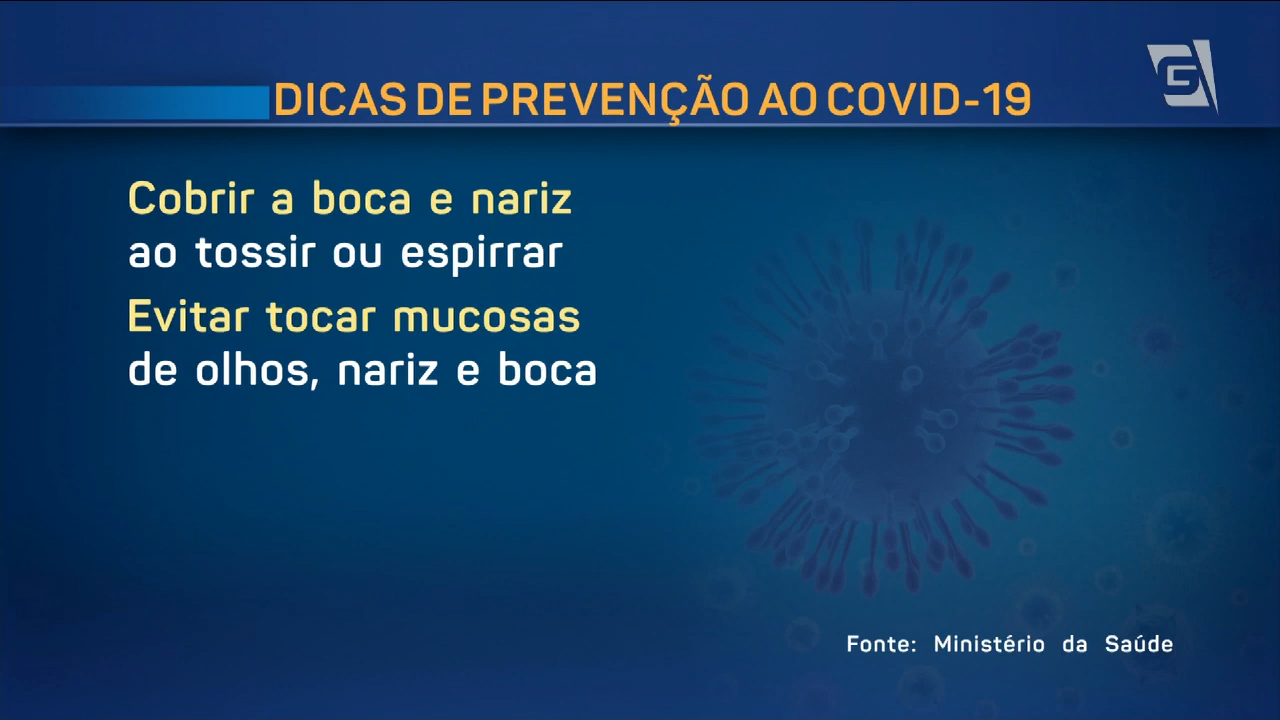 DICAS DE PREVENÇÃO AO COVID-19
Cobrir a boca e nariz
ao tossir ou espirrar
Evitar tocar mucosas
de olhos, nariz e boca
Fonte: Ministério da Saúde